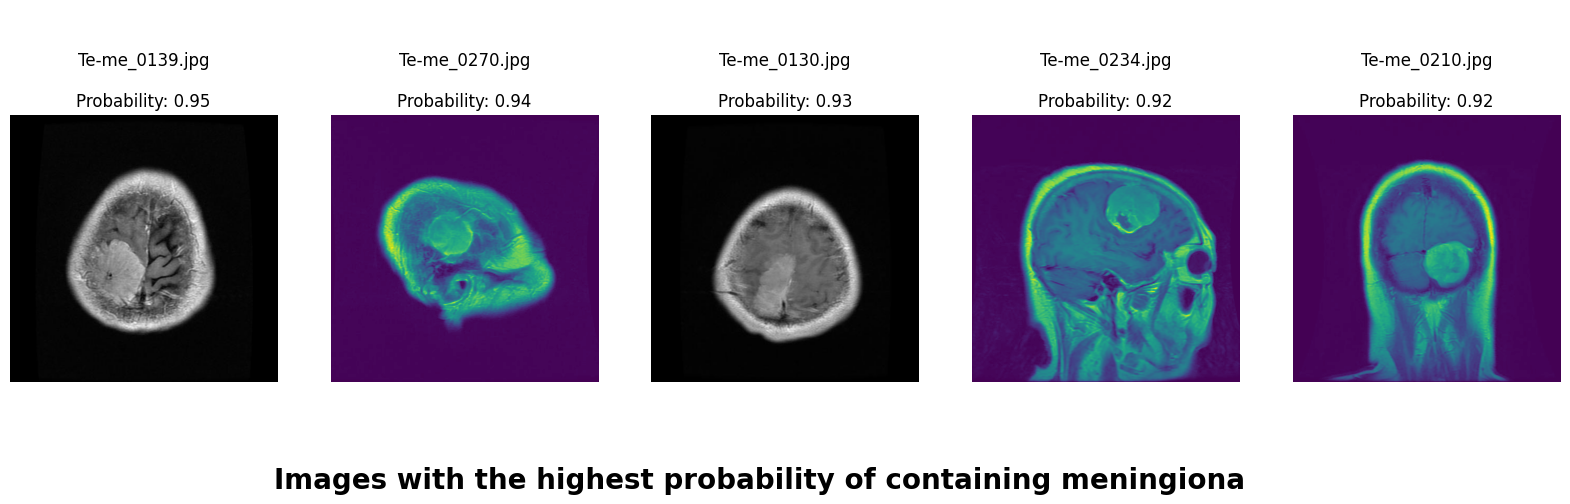 Te-me_0139.jpg
Probability: 0.95
Te-me_0270.jpg
Probability: 0.94
Te-me_0130.jpg
Probability: 0.93
Te-me_0234.jpg
Probability: 0.92
Te-me_0210.jpg
Probability: 0.92
Images with the highest probability of containing meningiona